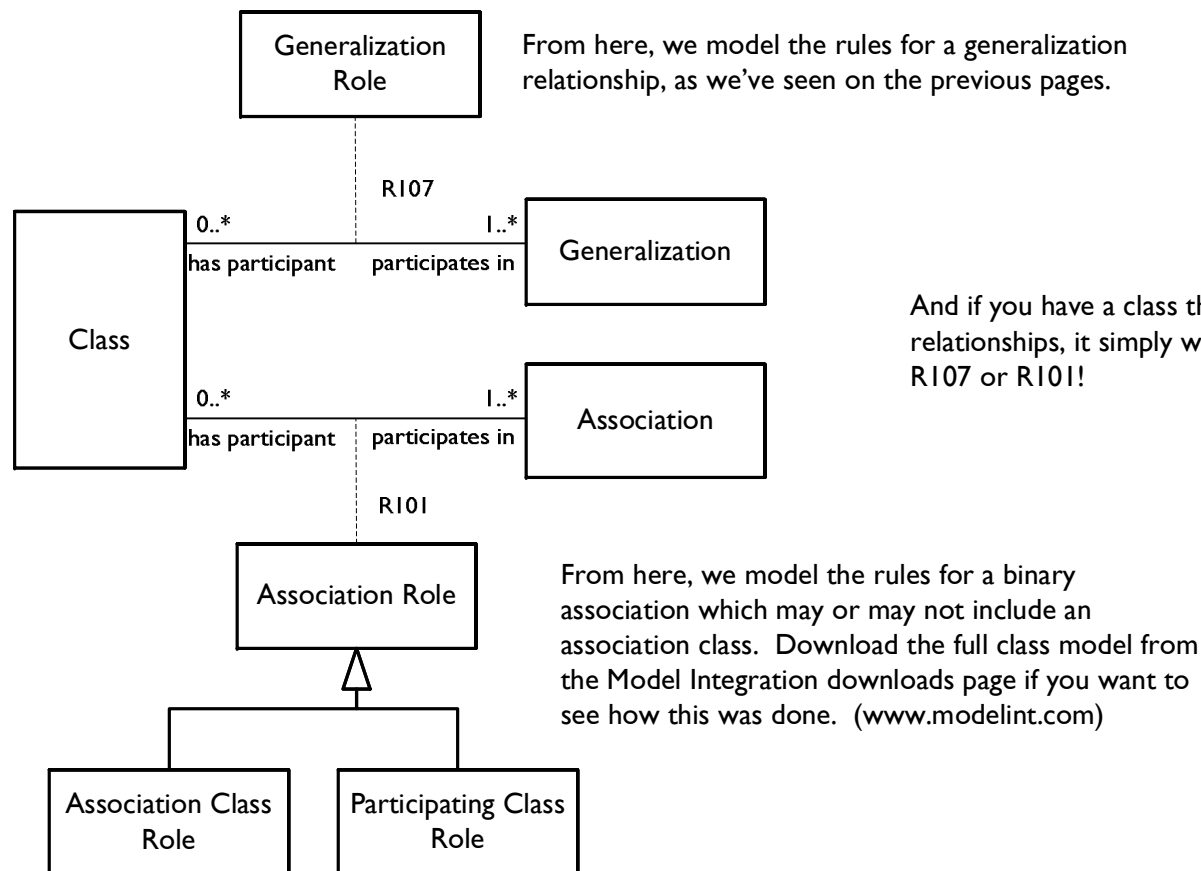 Generalization
Role
From here, we model the rules for a generalization
relationship, as we’ve seen on the previous pages.
R107
0..*
1..*
has participant
participates in
Generalization
Class
And if you have a class
relationships, it simply
R107 or R101!
0..*
1..*
has participant
participates in
Association
R101
Association Role
From here, we model the rules for a binary
association which may or may not include an
association class.  Download the full class model from
the Model Integration downloads page if you want to
see how this was done.  (www.modelint.com)
Association Class
Role
Participating Class
Role